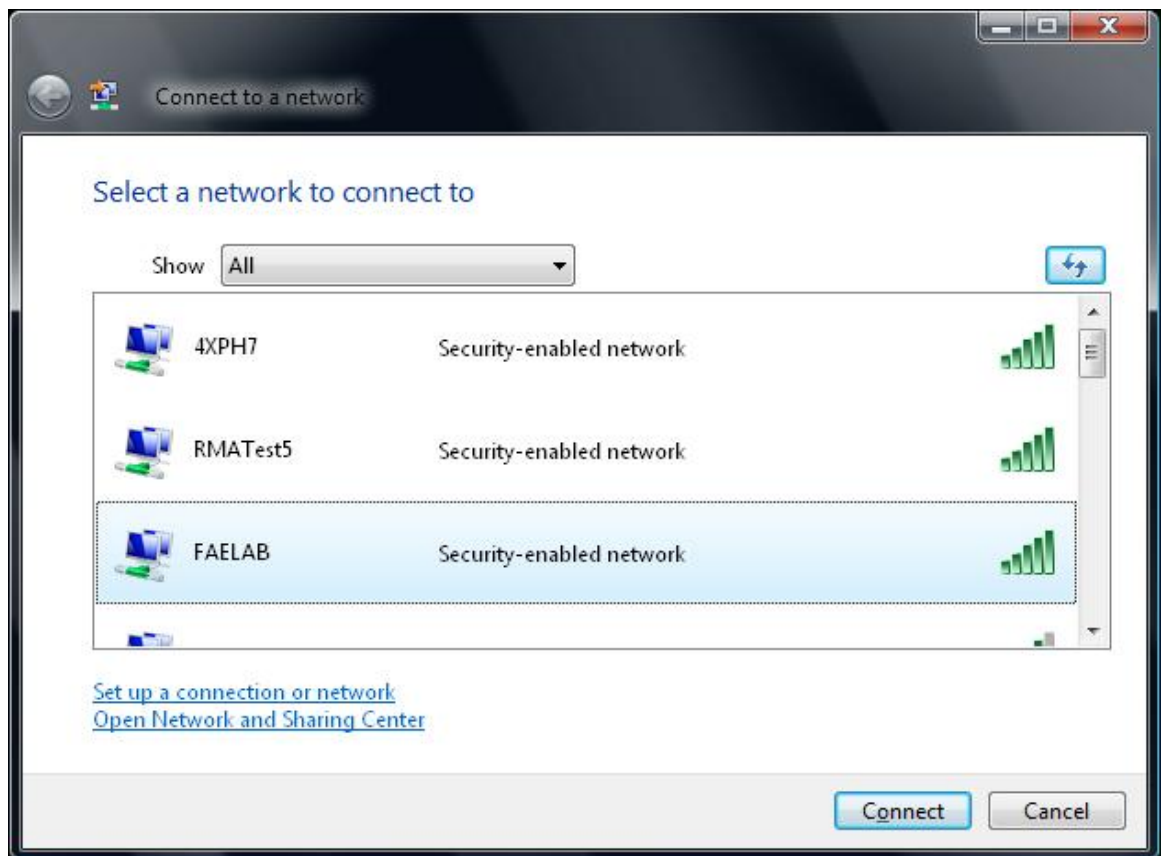 Connect to a network
Select a network to connect to
Show All
4XPH7 Security-enabled network
RMATest5 Security-enabled network
FAELAB Security-enabled network
Set up a connection or network
Open Network and Sharing Center
Connect Cancel